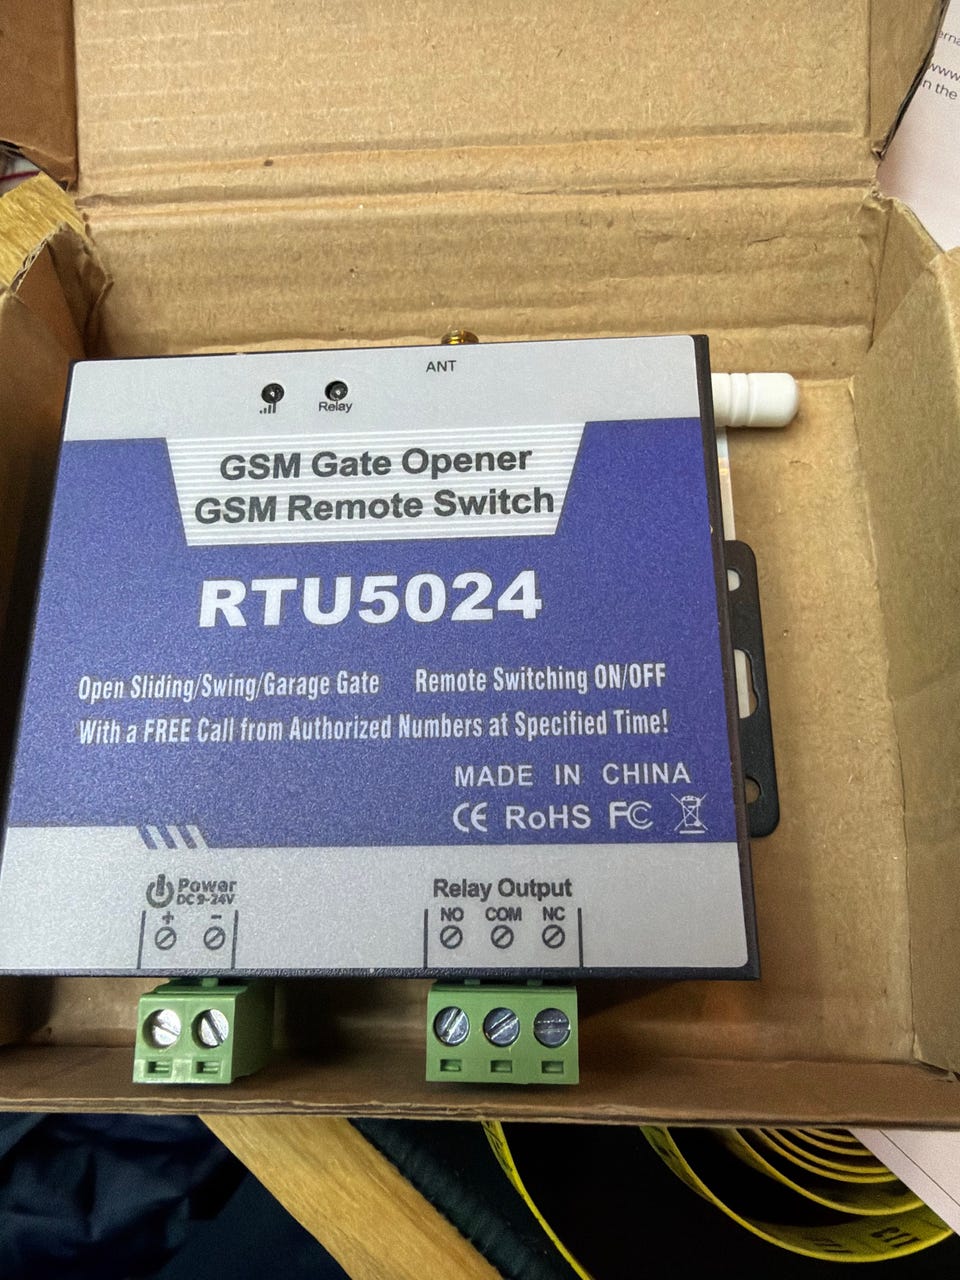 www
n the
ANT
Relay
GSM Gate Opener
GSM Remote Switch
RTU5024
Open Sliding/Swing/Garage Gate Remote Switching ON/OFF
With a FREE Call from Authorized Numbers at Specified Time!
MADE IN CHINA
CE RoHS FC
Power
DC 9-24V
+ -
Relay Output
NO COM NC